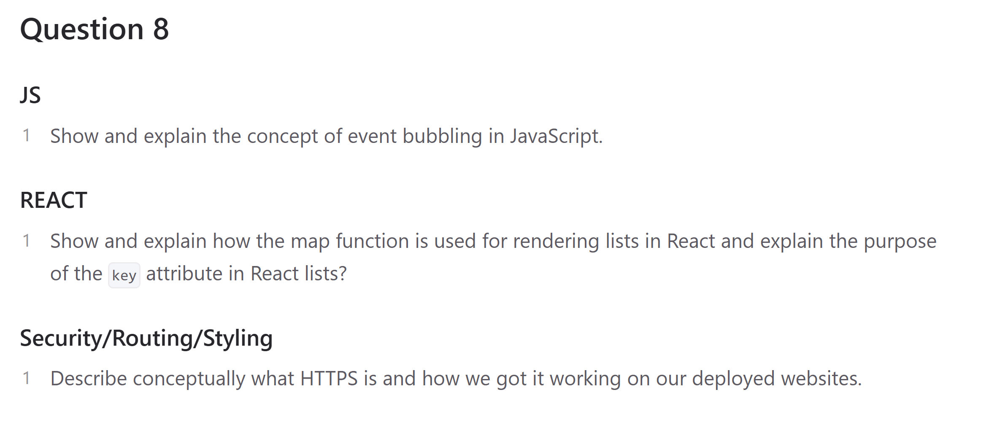 Question 8
JS
1 Show and explain the concept of event bubbling in JavaScript.
REACT
1 Show and explain how the map function is used for rendering lists in React and explain the purpose
of the key attribute in React lists?
Security/Routing/Styling
1 Describe conceptually what HTTPS is and how we got it working on our deployed websites.